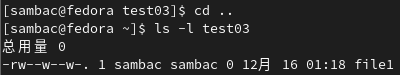 [sambac@fedora test03]$ cd ..
[sambac@fedora ~]$ ls -l test03
总用量 0
-rw--w--w-. 1 sambac sambac 0 12月 16 01:18 file1